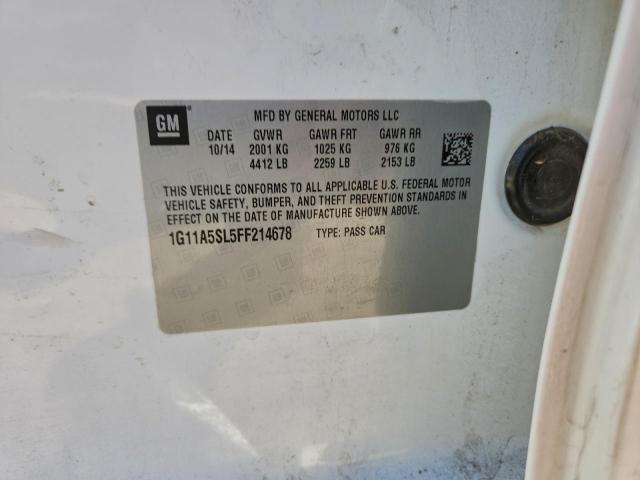 GM
MFD BY GENERAL MOTORS LLC
DATE GVWR GAWR FRT GAWR RR
10/14 2001 KG 1025 KG 976 KG
4412 LB 2259 LB 2153 LB
THIS VEHICLE CONFORMS TO ALL APPLICABLE U.S. FEDERAL MOTOR
VEHICLE SAFETY, BUMPER, AND THEFT PREVENTION STANDARDS IN
EFFECT ON THE DATE OF MANUFACTURE SHOWN ABOVE.
1G11A5SL5FF214678 TYPE: PASS CAR